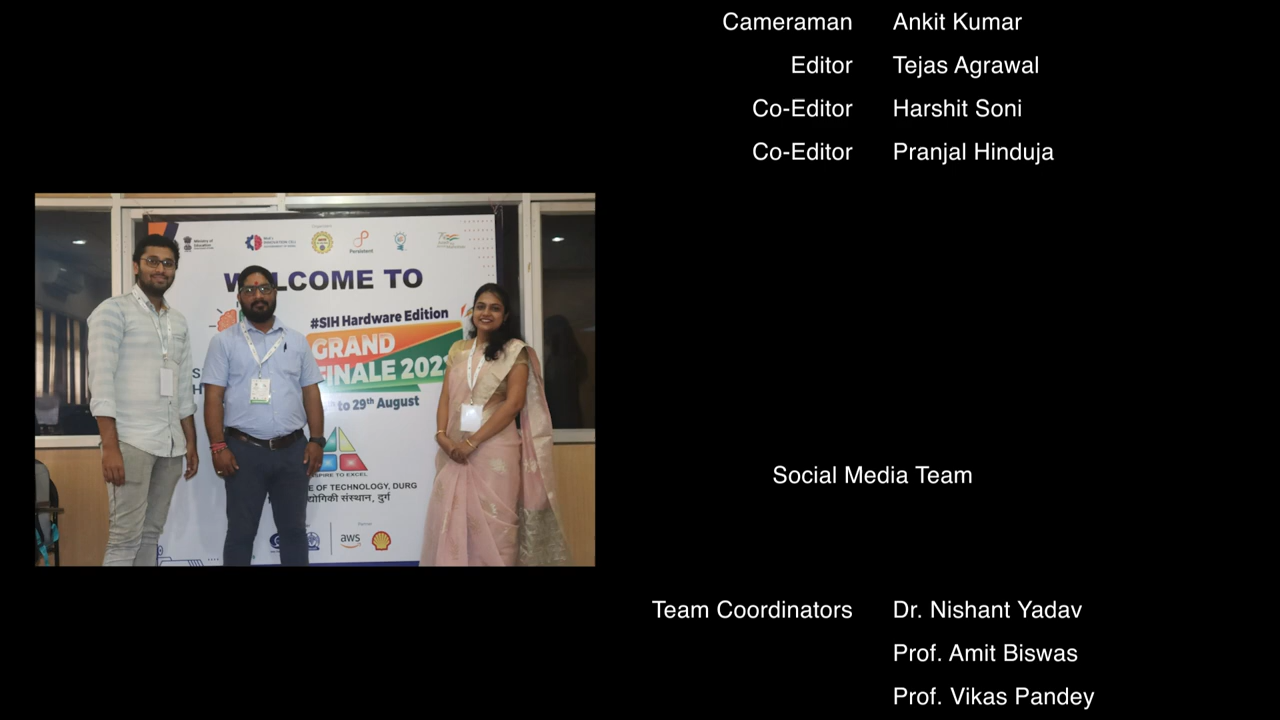 Cameraman Ankit Kumar
Editor Tejas Agrawal
Co-Editor Harshit Soni
Co-Editor Pranjal Hinduja
Persistent
WELCOME TO
#SIH Hardware Edition
GRAND
FINALE 202
to 29th August
ASPIRE TO EXCEL
E OF TECHNOLOGY, DURG
द्योगिकी संस्थान, दुर्ग
aws
Social Media Team
Team Coordinators Dr. Nishant Yadav
Prof. Amit Biswas
Prof. Vikas Pandey